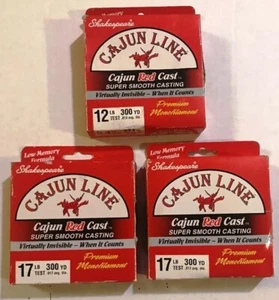 Shakespeare
CAJUN LINE
Cajun Red Cast
SUPER SMOOTH CASTING
Virtually Invisible - When It Counts
12 LB TEST 300 YD
Premium
Monofilament
Low Memory
Formula
Shakespeare
CAJUN LINE
Cajun Red Cast
SUPER SMOOTH CASTING
Virtually Invisible - When It Counts
17 LB TEST 300 YD
Premium
Monofilament
Low Memory
Formula
Shakespeare
CAJUN LINE
Cajun Red Cast
SUPER SMOOTH CASTING
Virtually Invisible - When It Counts
17 LB TEST 300 YD
Premium
Monofilament